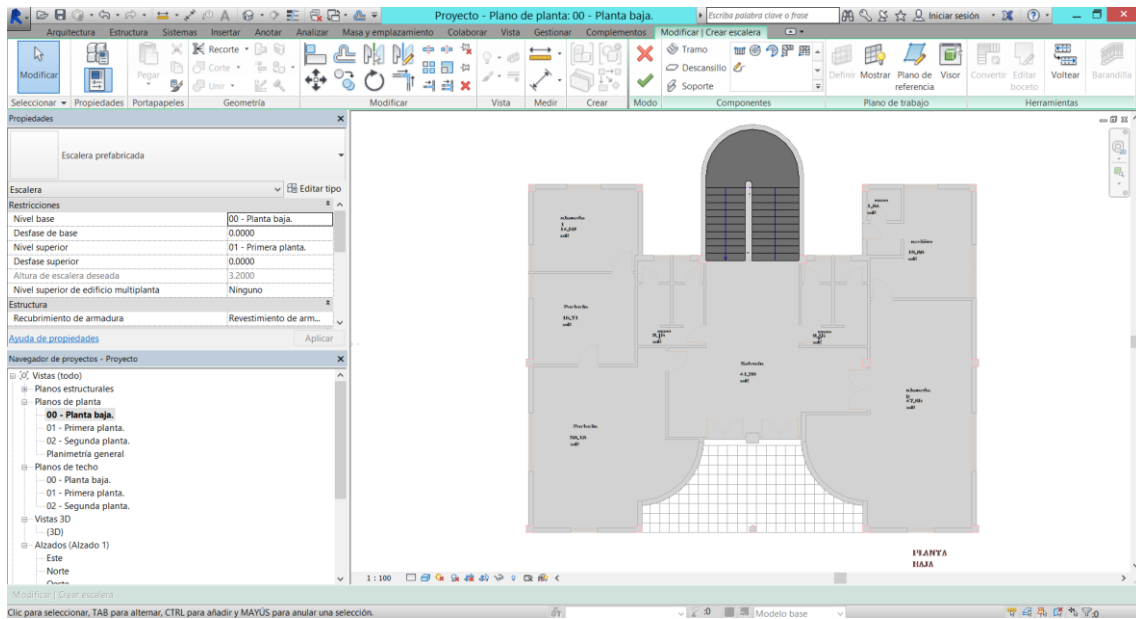 Proyecto - Plano de planta: 00 - Planta baja.
Escriba palabra clave o frase
Iniciar sesión
Arquitectura Estructura Sistemas Insertar Anotar Analizar Masa y emplazamiento Colaborar Vista Gestionar Complementos Modificar | Crear escalera
Modificar
Pegar
Recorte
Corte
Unir
Tramo
Descansillo
Soporte
Definir Mostrar Plano de referencia Visor
Convertir Editar boceto Voltear Barandilla
Seleccionar Propiedades Portapapeles Geometría Modificar Vista Medir Crear Modo Componentes Plano de trabajo Herramientas
Propiedades
Escalera prefabricada
Escalera
Editar tipo
Restricciones
Nivel base 00 - Planta baja.
Desfase de base 0.0000
Nivel superior 01 - Primera planta.
Desfase superior 0.0000
Altura de escalera deseada 3.2000
Nivel superior de edificio multiplanta Ninguno
Estructura
Recubrimiento de armadura Revestimiento de arm...
Ayuda de propiedades Aplicar
Navegador de proyectos - Proyecto
Vistas (todo)
Planos estructurales
Planos de planta
00 - Planta baja.
01 - Primera planta.
02 - Segunda planta.
Planimetría general
Planos de techo
00 - Planta baja.
01 - Primera planta.
02 - Segunda planta.
Vistas 3D
{3D}
Alzados (Alzado 1)
Este
Norte
Oeste
PLANTA
BAJA
1 : 100
Modificar | Crear escalera
Clic para seleccionar, TAB para alternar, CTRL para añadir y MAYÚS para anular una selección.
:0
Modelo base
:0